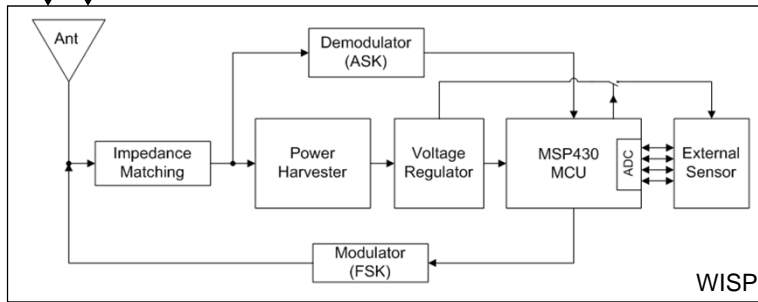 Ant
Demodulator
(ASK)
Impedance
Matching
Power
Harvester
Voltage
Regulator
MSP430
MCU
ADC
External
Sensor
Modulator
(FSK)
WISP